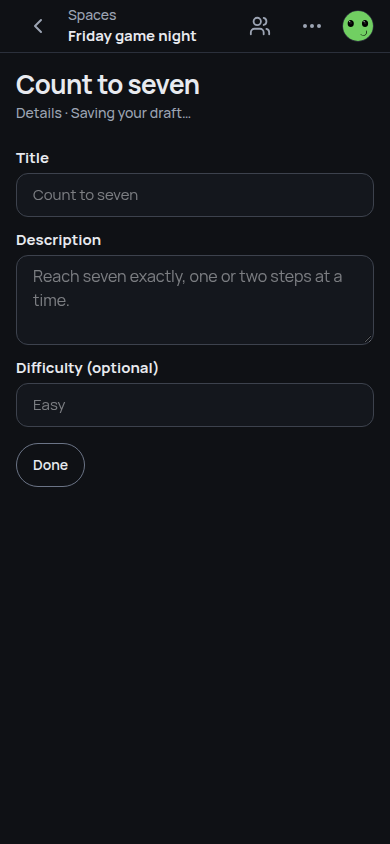 Spaces
Friday game night
Count to seven
Details · Saving your draft…
Title
Count to seven
Description
Reach seven exactly, one or two steps at a
time.
Difficulty (optional)
Easy
Done